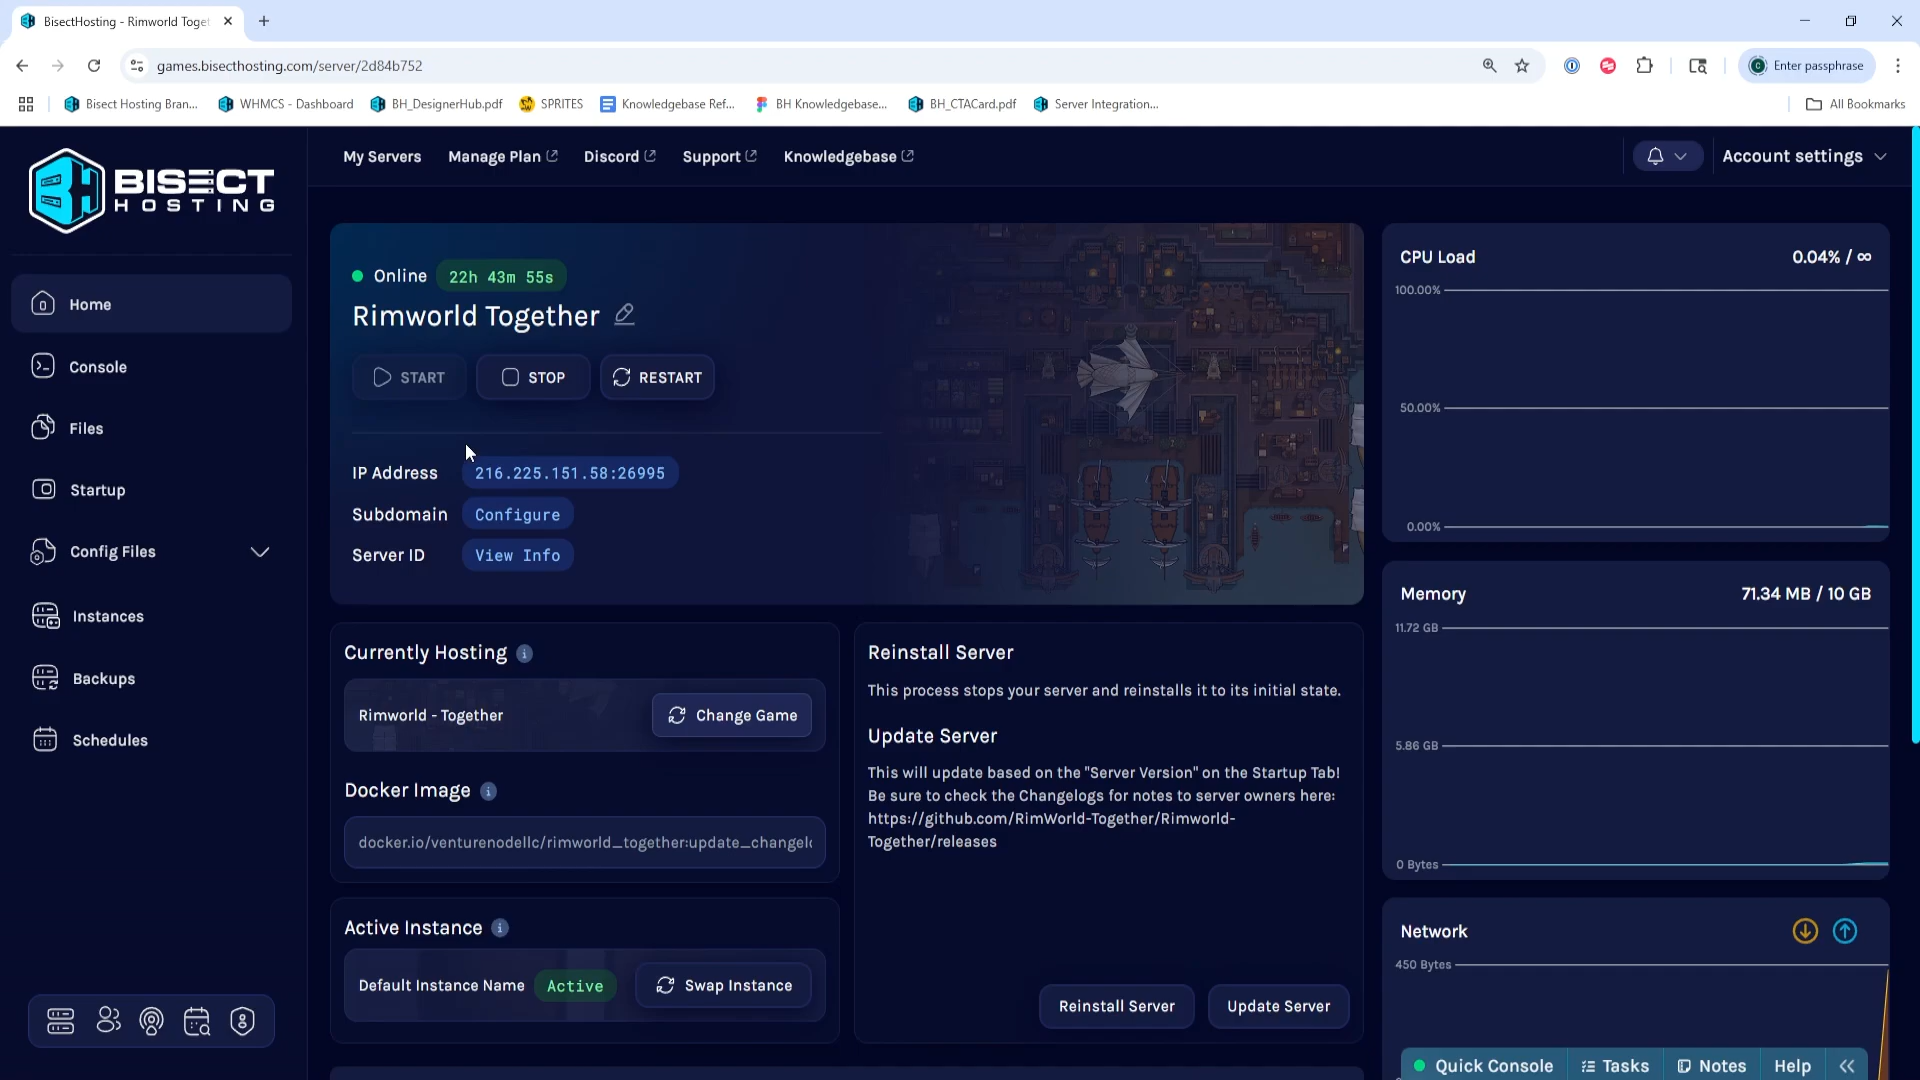 BisectHosting - Rimworld Toget
games.bisecthosting.com/server/2d84b752
Enter passphrase
Bisect Hosting Bran...
WHMCS - Dashboard
BH_DesignerHub.pdf
SPRITES
Knowledgebase Ref...
BH Knowledgebase...
BH_CTACard.pdf
Server Integration...
All Bookmarks
BISECT
HOSTING
My Servers
Manage Plan
Discord
Support
Knowledgebase
Account settings
Home
Console
Files
Startup
Config Files
Instances
Backups
Schedules
Online
22h 43m 55s
Rimworld Together
START
STOP
RESTART
IP Address
216.225.151.58:26995
Subdomain
Configure
Server ID
View Info
Currently Hosting
Rimworld - Together
Change Game
Docker Image
docker.io/venturenodellc/rimworld_together:update_changelo
Active Instance
Default Instance Name
Active
Swap Instance
Reinstall Server
This process stops your server and reinstalls it to its initial state.
Update Server
This will update based on the "Server Version" on the Startup Tab!
Be sure to check the Changelogs for notes to server owners here:
https://github.com/RimWorld-Together/Rimworld-
Together/releases
Reinstall Server
Update Server
CPU Load
0.04% / ∞
100.00%
50.00%
0.00%
Memory
71.34 MB / 10 GB
11.72 GB
5.86 GB
0 Bytes
Network
450 Bytes
Quick Console
Tasks
Notes
Help